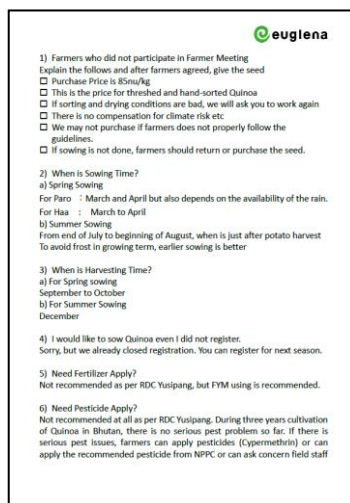 euglena
1) Farmers who did not participate in Farmer Meeting
Explain the follows and after farmers agreed, give the seed
☐ Purchase Price is 85nu/kg
☐ This is the price for threshed and hand-sorted Quinoa
☐ If sorting and drying conditions are bad, we will ask you to work again
☐ There is no compensation for climate risk etc
☐ We may not purchase if farmers does not properly follow the
guidelines.
☐ If sowing is not done, farmers should return or purchase the seed.
2) When is Sowing Time?
a) Spring Sowing
For Paro : March and April but also depends on the availability of the rain.
For Haa : March to April
b) Summer Sowing
From end of July to beginning of August, when is just after potato harvest
To avoid frost in growing term, earlier sowing is better
3) When is Harvesting Time?
a) For Spring sowing
September to October
b) For Summer Sowing
December
4) I would like to sow Quinoa even I did not register.
Sorry, but we already closed registration. You can register for next season.
5) Need Fertilizer Apply?
Not recommended as per RDC Yusipang, but FYM using is recommended.
6) Need Pesticide Apply?
Not recommended at all as per RDC Yusipang. During three years cultivation
of Quinoa in Bhutan, there is no serious pest problem so far. If there is
serious pest issues, farmers can apply pesticides (Cypermethrin) or can
apply the recommended pesticide from NPPC or can ask concern field staff